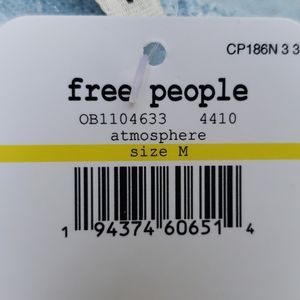 CP186N 3 3
free people
OB1104633 4410
atmosphere
size M
1 94374 60651 4